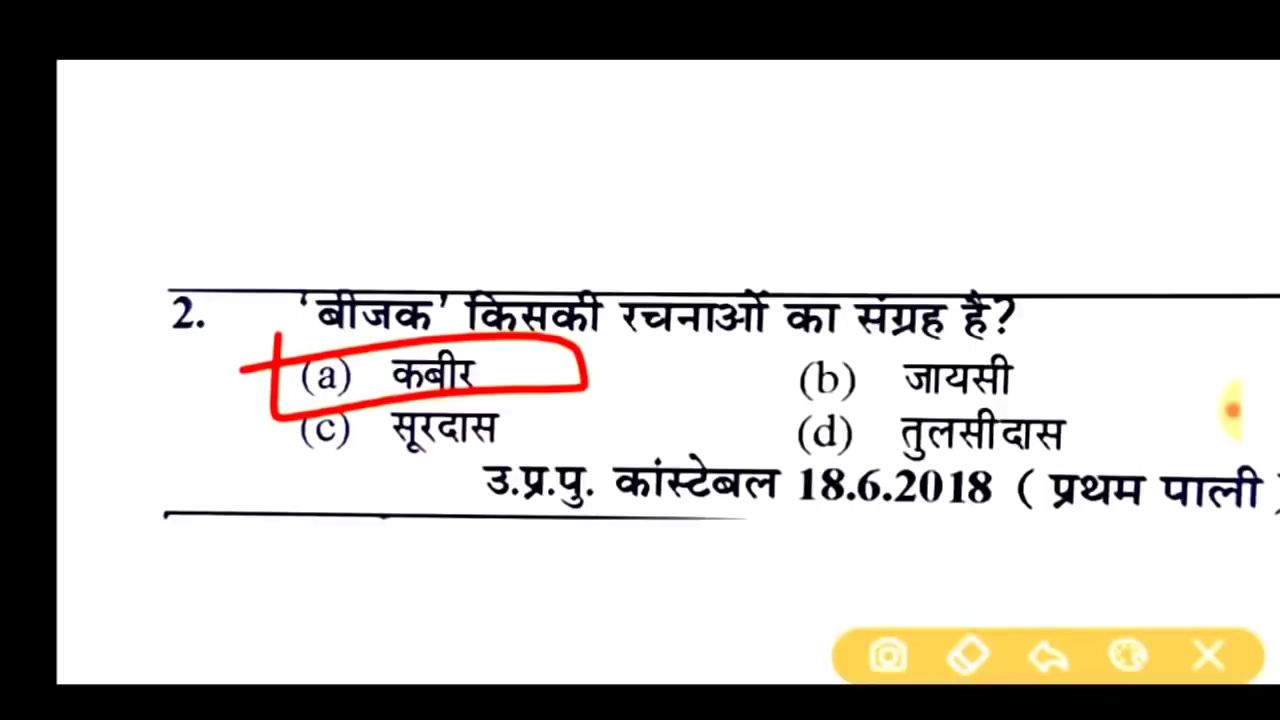 2. 'बीजक' किसकी रचनाओं का संग्रह है?
(a) कबीर (b) जायसी
(c) सूरदास (d) तुलसीदास
उ.प्र.पु. कांस्टेबल 18.6.2018 ( प्रथम पाली )